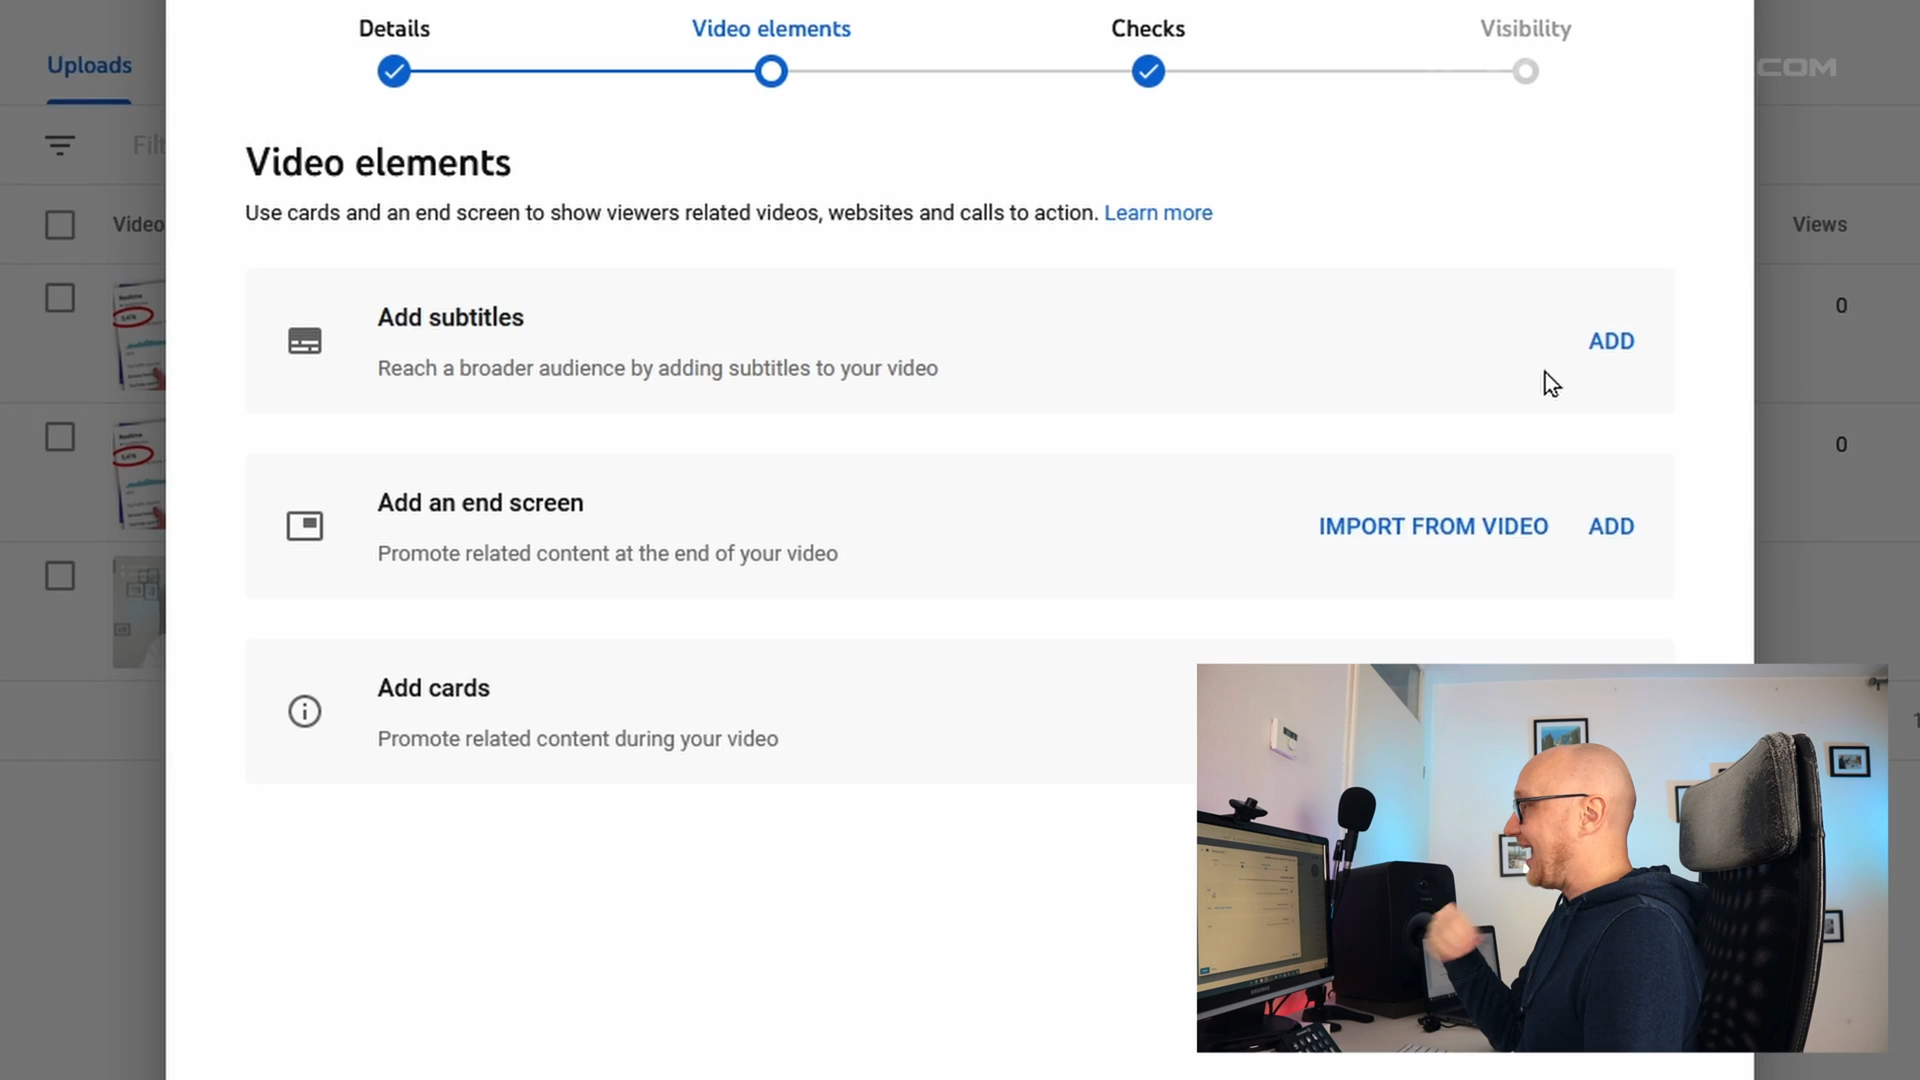 Details
Video elements
Checks
Visibility
Uploads
.COM
Filt
Video elements
Use cards and an end screen to show viewers related videos, websites and calls to action. Learn more
Video
Views
Add subtitles
Reach a broader audience by adding subtitles to your video
ADD
0
Add an end screen
Promote related content at the end of your video
IMPORT FROM VIDEO
ADD
0
Add cards
Promote related content during your video